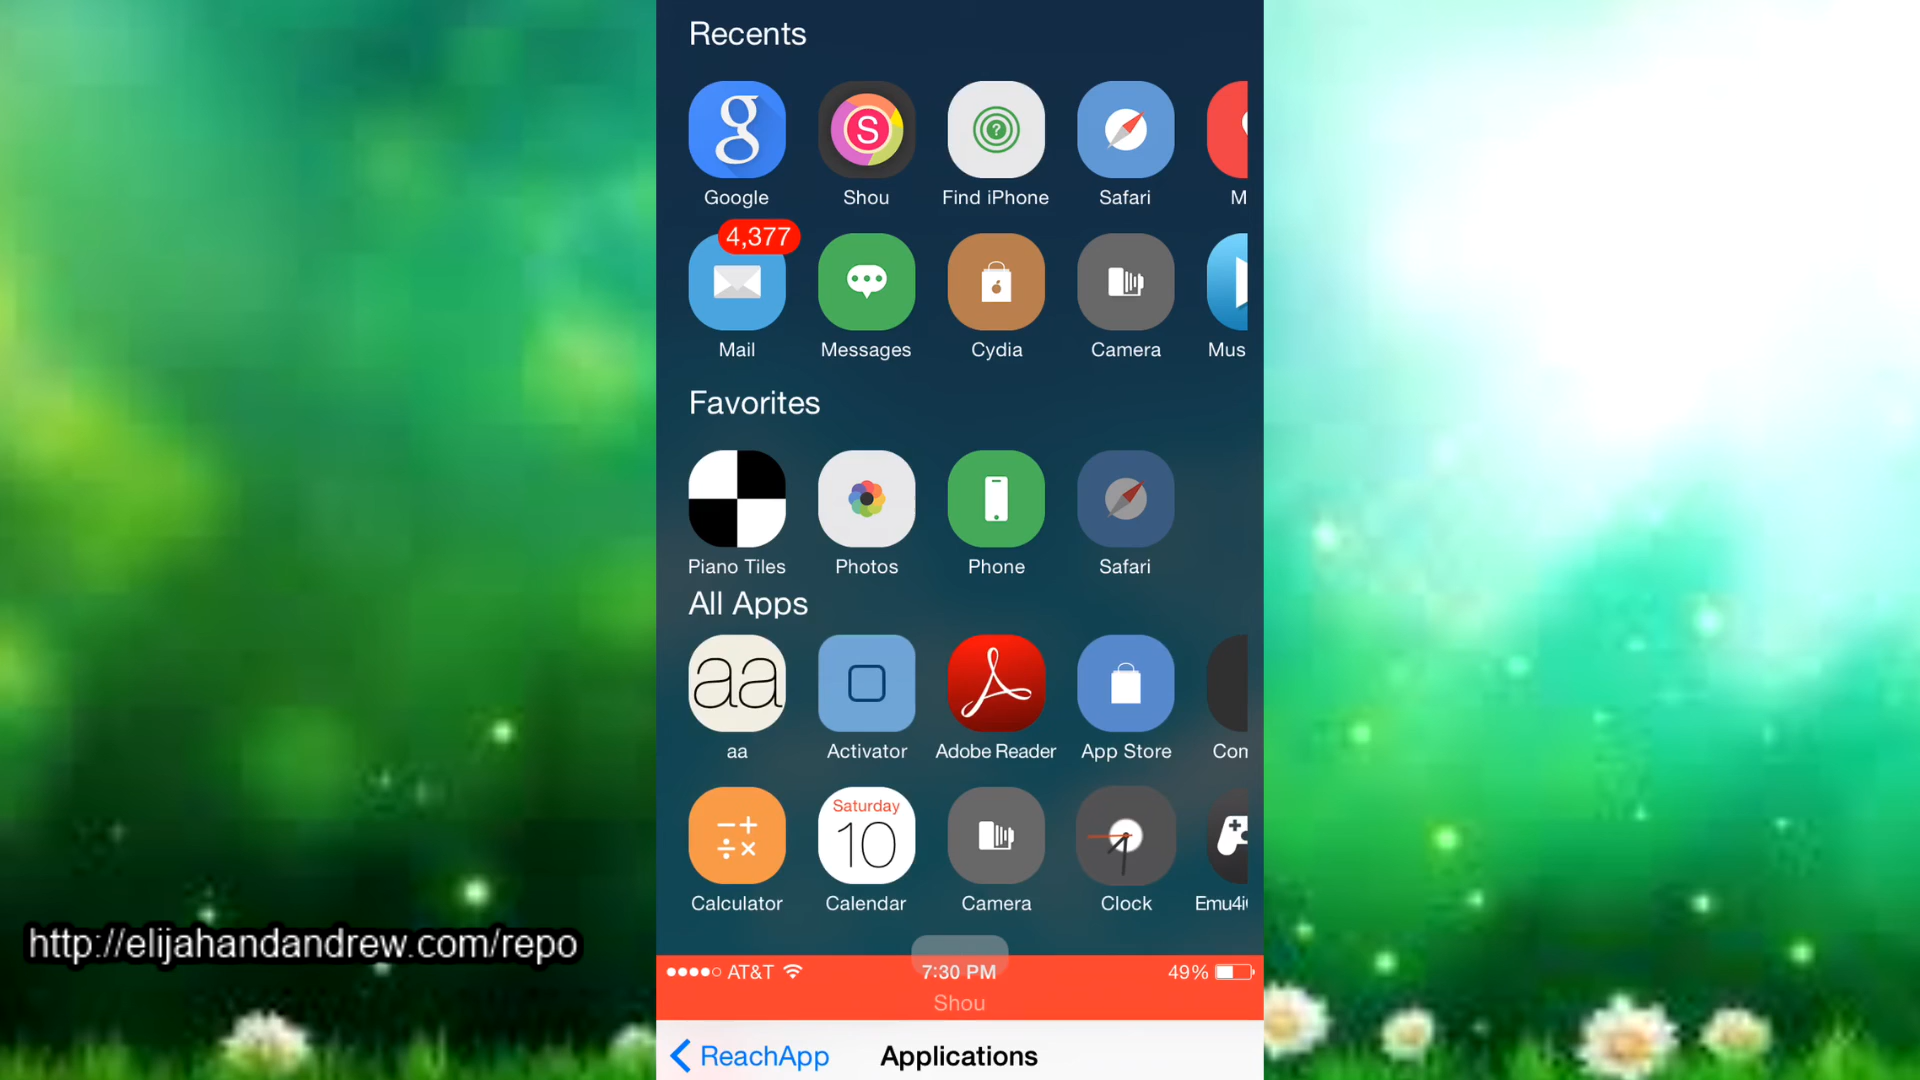 Recents
g S ?
Google Shou Find iPhone Safari M
4,377
Mail Messages Cydia Camera Mus
Favorites
Piano Tiles Photos Phone Safari
All Apps
aa
aa Activator Adobe Reader App Store Con
Saturday
10
Calculator Calendar Camera Clock Emu4i
http://elijahandandrew.com/repo
AT&T 7:30 PM 49%
Shou
ReachApp Applications